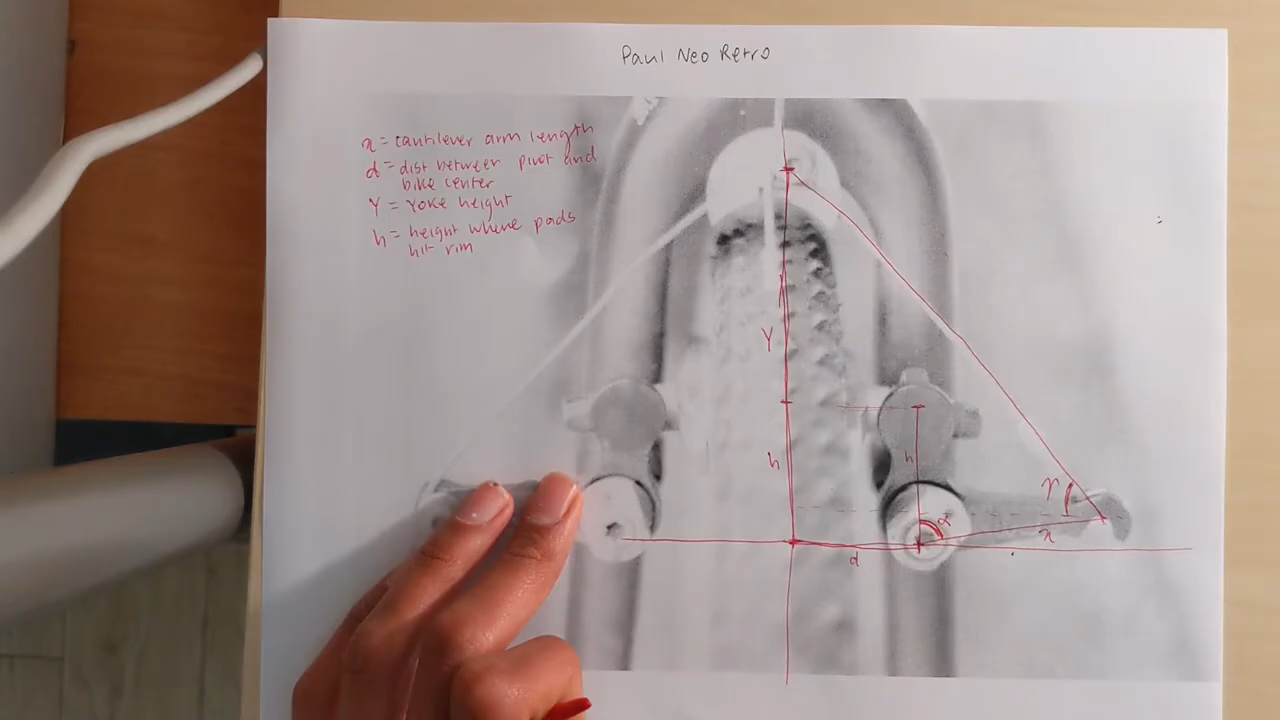 Paul Neo Retro
x = cantilever arm length
d = dist between pivot and
bike center
Y = Yoke height
h = height where pads
hit rim
Y
h
h
γ
α
x
d